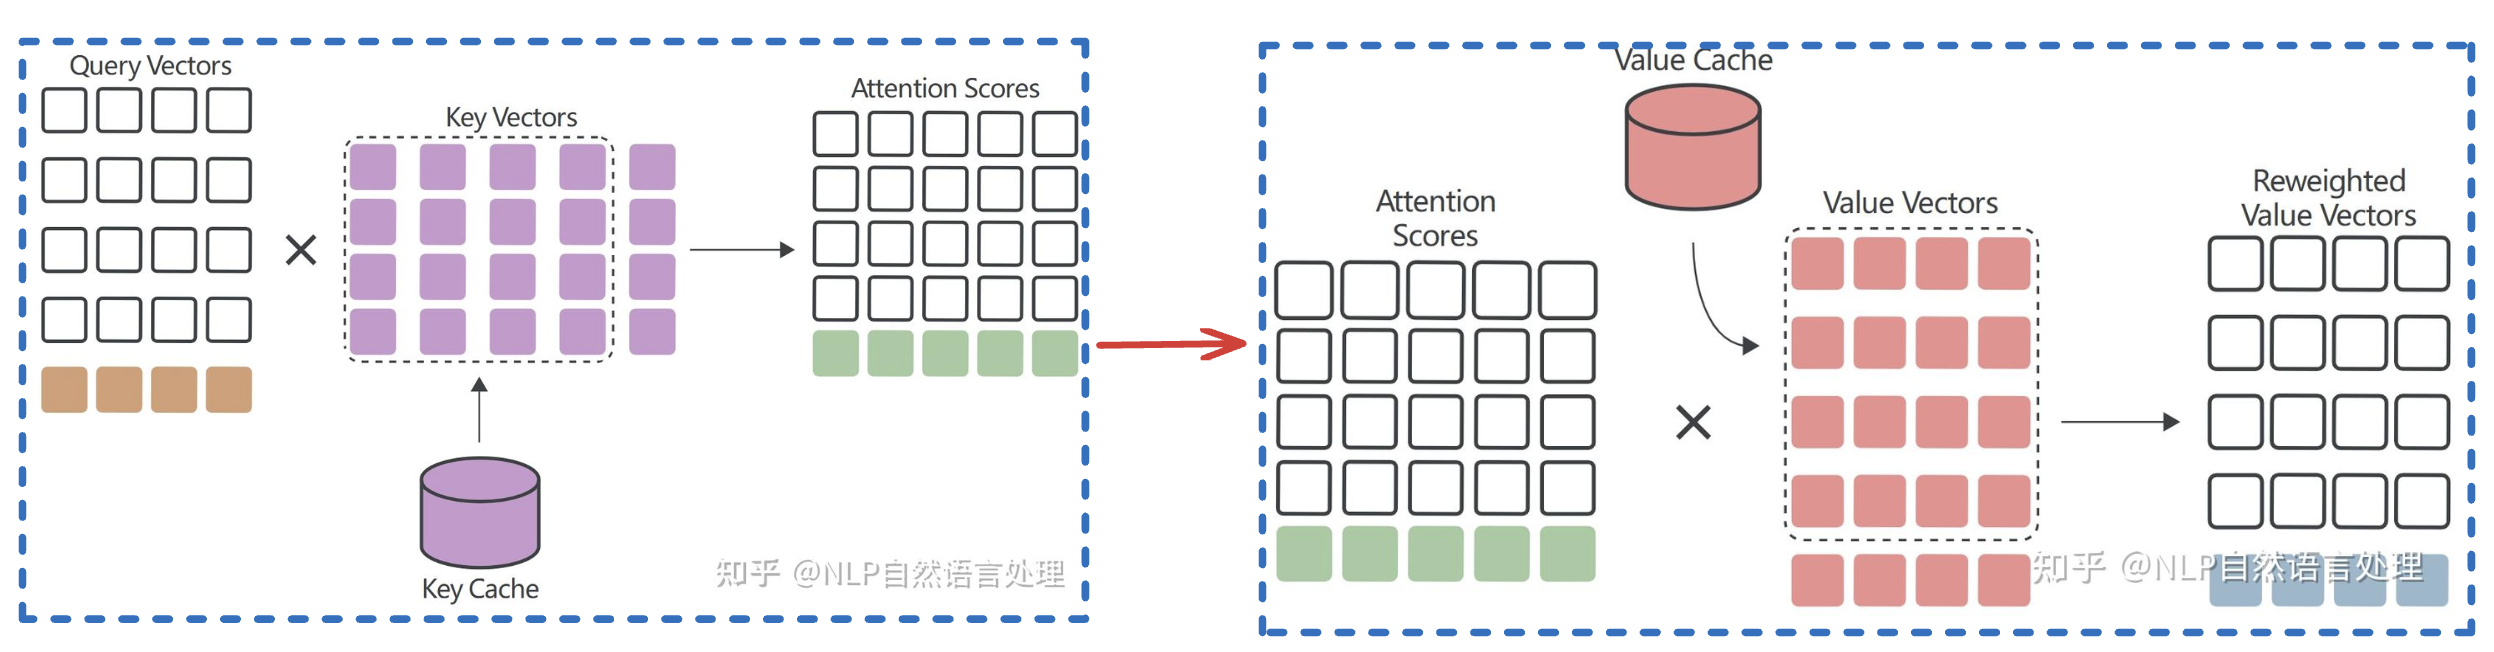 Query Vectors
Key Vectors
Attention Scores
Key Cache
知乎 @NLP自然语言处理
Value Cache
Attention
Scores
Value Vectors
Reweighted
Value Vectors
知乎 @NLP自然语言处理